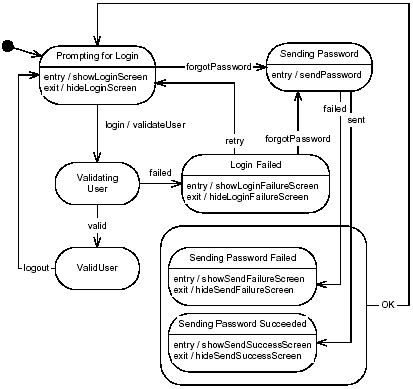 Prompting for Login
entry / showLoginScreen
exit / hideLoginScreen
forgotPassword
Sending Password
entry / sendPassword
failed
sent
login / validateUser
retry
forgotPassword
Validating
User
failed
Login Failed
entry / showLoginFailureScreen
exit / hideLoginFailureScreen
valid
logout
ValidUser
Sending Password Failed
entry / showSendFailureScreen
exit / hideSendFailureScreen
OK
Sending Password Succeeded
entry / showSendSuccessScreen
exit / hideSendSuccessScreen